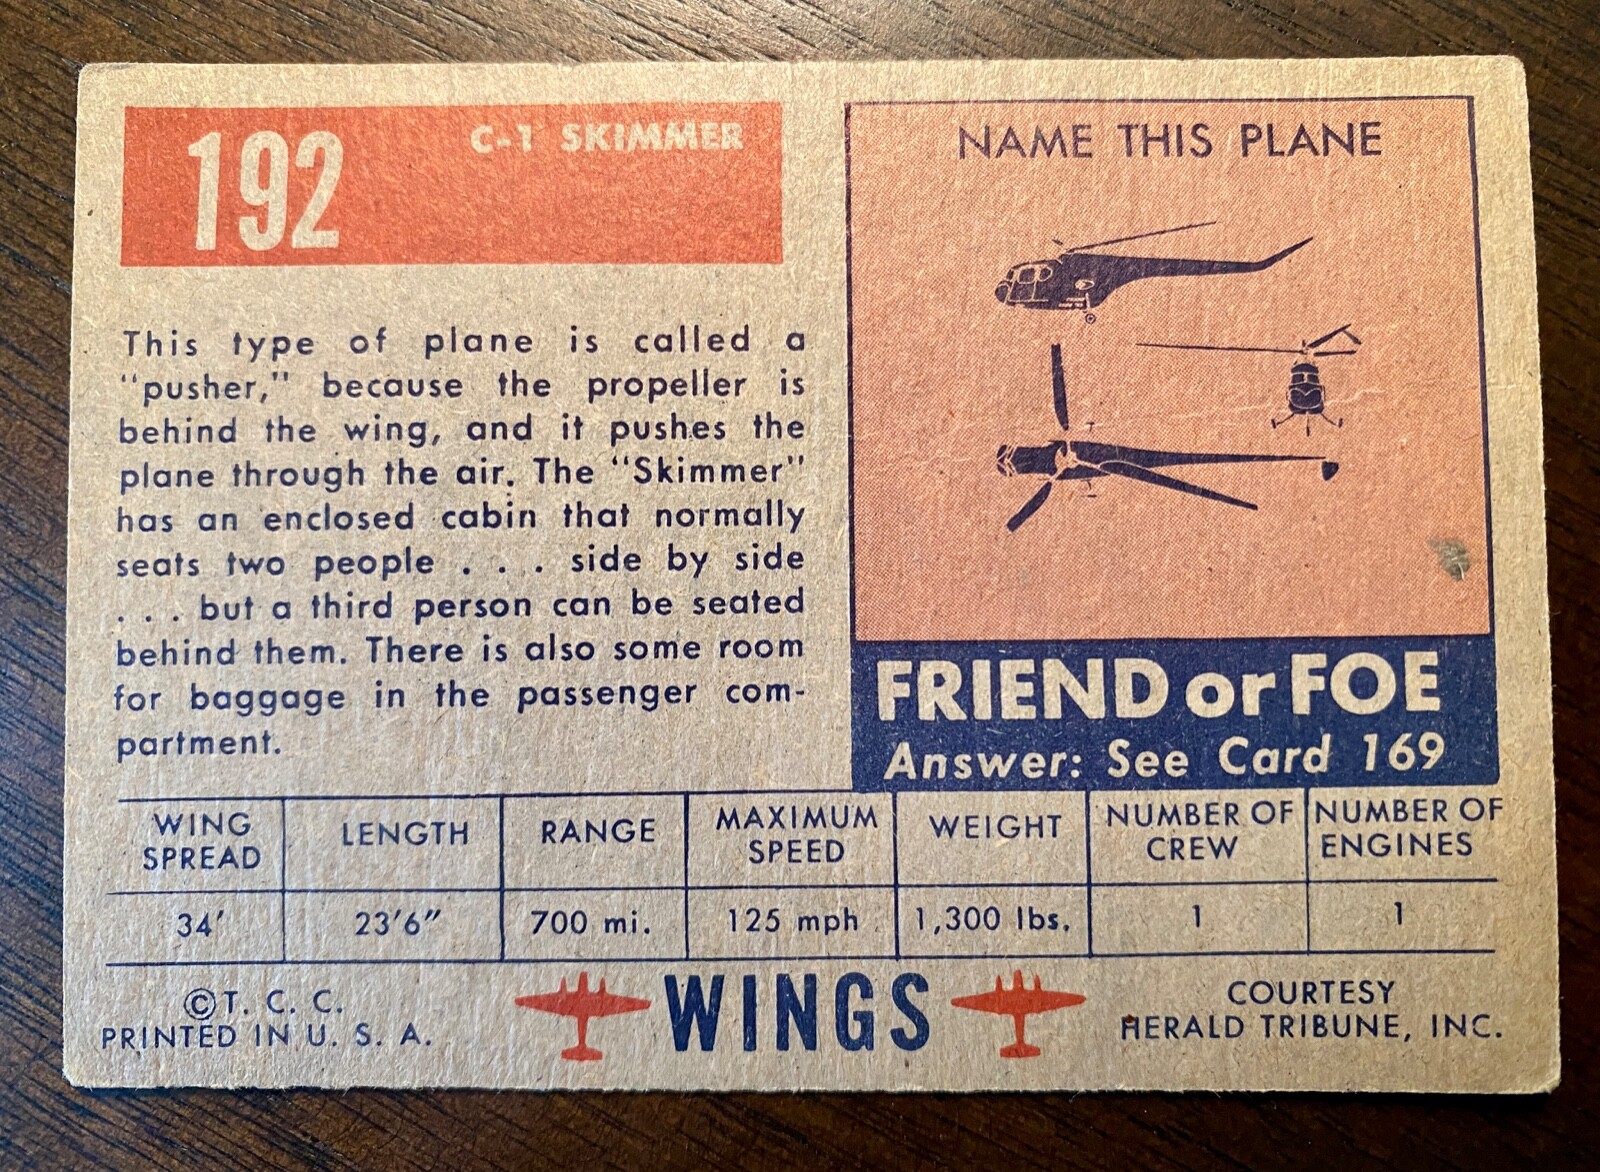 192
C-1 SKIMMER
This type of plane is called a
"pusher," because the propeller is
behind the wing, and it pushes the
plane through the air. The "Skimmer"
has an enclosed cabin that normally
seats two people . . . side by side
. . . but a third person can be seated
behind them. There is also some room
for baggage in the passenger com-
partment.
NAME THIS PLANE
FRIEND or FOE
Answer: See Card 169
WING SPREAD LENGTH RANGE MAXIMUM SPEED WEIGHT NUMBER OF CREW NUMBER OF ENGINES
34' 23'6" 700 mi. 125 mph 1,300 lbs. 1 1
©T. C. C.
PRINTED IN U. S. A.
WINGS
COURTESY
HERALD TRIBUNE, INC.